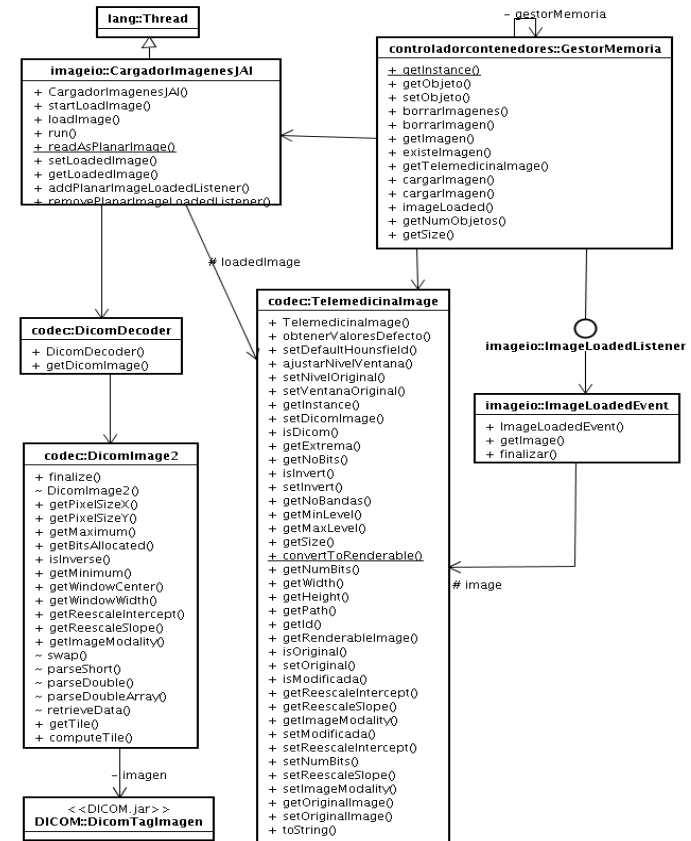 lang::Thread
imageio::CargadorImagenesJAI
+ CargadorImagenesJAI()
+ startLoadImage()
+ loadImage()
+ run()
+ readAsPlanarImage()
+ setLoadedImage()
+ getLoadedImage()
+ addPlanarImageLoadedListener()
+ removePlanarImageLoadedListener()
- gestorMemoria
controladorcontenedores::GestorMemoria
+ getInstance()
+ getObjeto()
+ setObjeto()
+ borrarImagenes()
+ borrarImagen()
+ getImagen()
+ existeImagen()
+ getTelemedicinaImage()
+ cargarImagen()
+ cargarImagen()
+ imageLoaded()
+ getNumObjetos()
+ getSize()
# loadedImage
codec::DicomDecoder
+ DicomDecoder()
+ getDicomImage()
codec::TelemedicinaImage
+ TelemedicinaImage()
+ obtenerValoresDefecto()
+ setDefaultHounsfield()
+ ajustarNivelVentana()
+ setNivelOriginal()
+ setVentanaOriginal()
+ getInstance()
+ setDicomImage()
+ isDicom()
+ getExtrema()
+ getNoBits()
+ isInvert()
+ setInvert()
+ getNoBandas()
+ getMinLevel()
+ getMaxLevel()
+ getSize()
+ convertToRenderable()
+ getNumBits()
+ getWidth()
+ getHeight()
+ getPath()
+ getId()
+ getRenderableImage()
+ isOriginal()
+ setOriginal()
+ isModificada()
+ getReescaleIntercept()
+ getReescaleSlope()
+ getImageModality()
+ setModificada()
+ setReescaleIntercept()
+ setNumBits()
+ setReescaleSlope()
+ setImageModality()
+ getOriginalImage()
+ setOriginalImage()
+ toString()
imageio::ImageLoadedListener
imageio::ImageLoadedEvent
+ ImageLoadedEvent()
+ getImage()
+ finalizar()
# image
codec::DicomImage2
+ finalize()
~ DicomImage2()
+ getPixelSizeX()
+ getPixelSizeY()
+ getMaximum()
+ getBitsAllocated()
+ isInverse()
+ getMinimum()
+ getWindowCenter()
+ getWindowWidth()
+ getReescaleIntercept()
+ getReescaleSlope()
+ getImageModality()
~ swap()
~ parseShort()
~ parseDouble()
~ parseDoubleArray()
~ retrieveData()
+ getTile()
+ computeTile()
- imagen
<<DICOM.jar>>
DICOM::DicomTagImagen